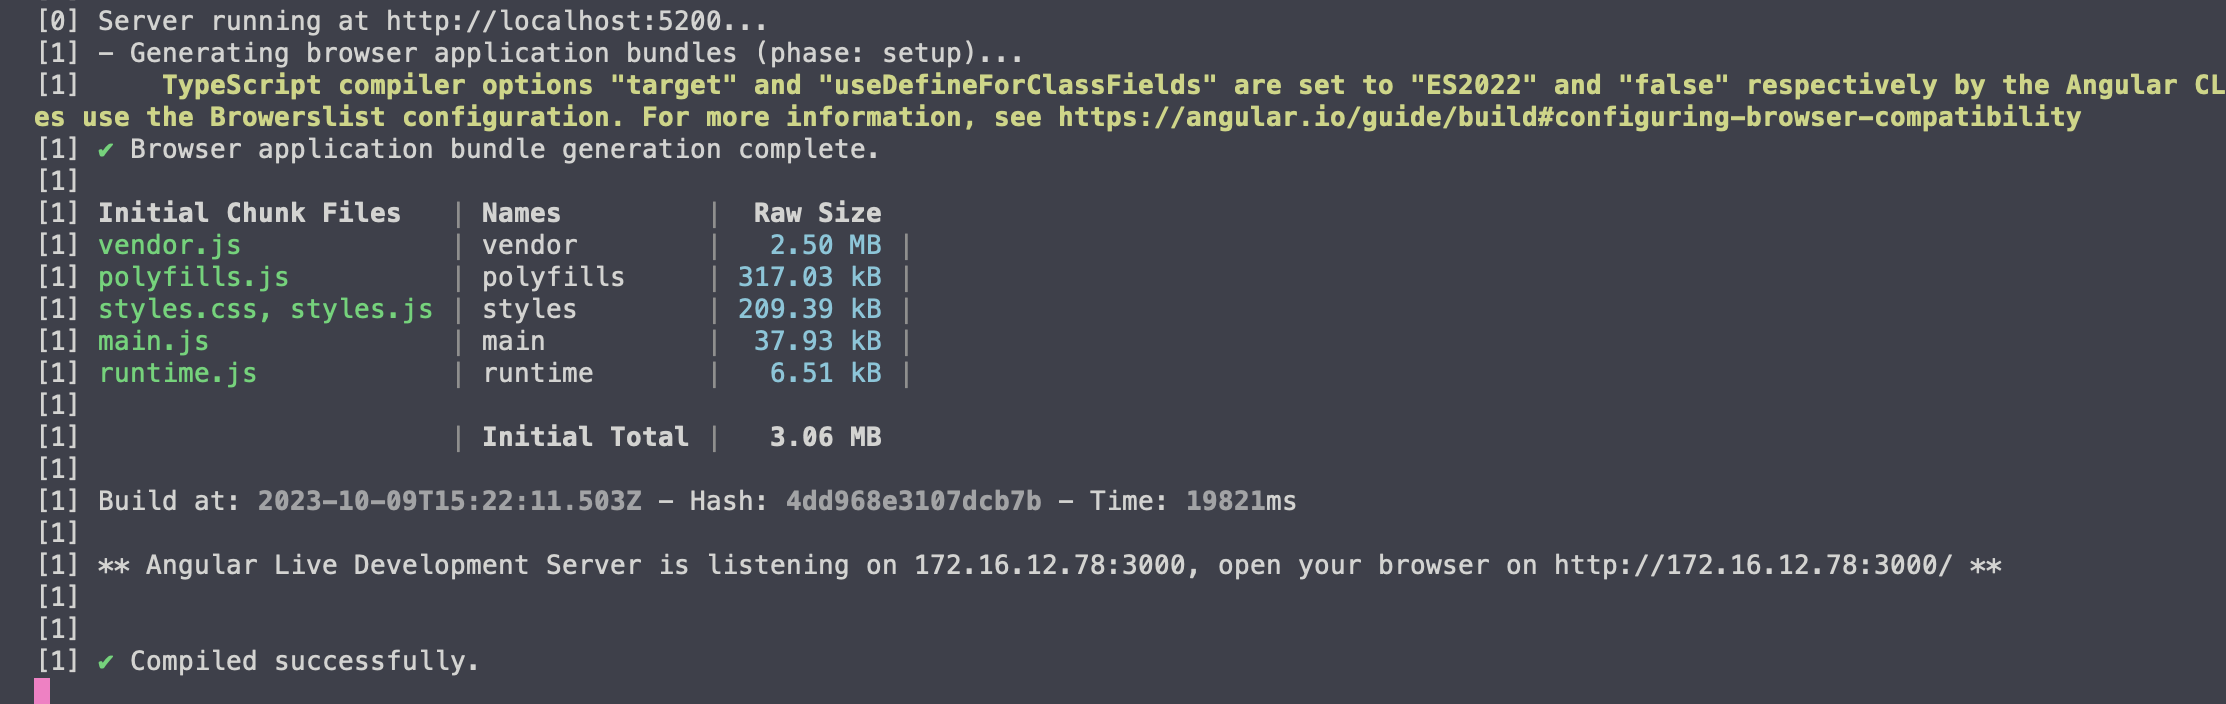 [0] Server running at http://localhost:5200...
[1] - Generating browser application bundles (phase: setup)...
[1]     TypeScript compiler options "target" and "useDefineForClassFields" are set to "ES2022" and "false" respectively by the Angular CL
es use the Browerslist configuration. For more information, see https://angular.io/guide/build#configuring-browser-compatibility
[1] ✔ Browser application bundle generation complete.
[1]
[1] Initial Chunk Files   | Names         |  Raw Size
[1] vendor.js             | vendor        |   2.50 MB |
[1] polyfills.js          | polyfills     | 317.03 kB |
[1] styles.css, styles.js | styles        | 209.39 kB |
[1] main.js               | main          |  37.93 kB |
[1] runtime.js            | runtime       |   6.51 kB |
[1]
[1]                       | Initial Total |   3.06 MB
[1]
[1] Build at: 2023-10-09T15:22:11.503Z - Hash: 4dd968e3107dcb7b - Time: 19821ms
[1]
[1] ** Angular Live Development Server is listening on 172.16.12.78:3000, open your browser on http://172.16.12.78:3000/ **
[1]
[1]
[1] ✔ Compiled successfully.